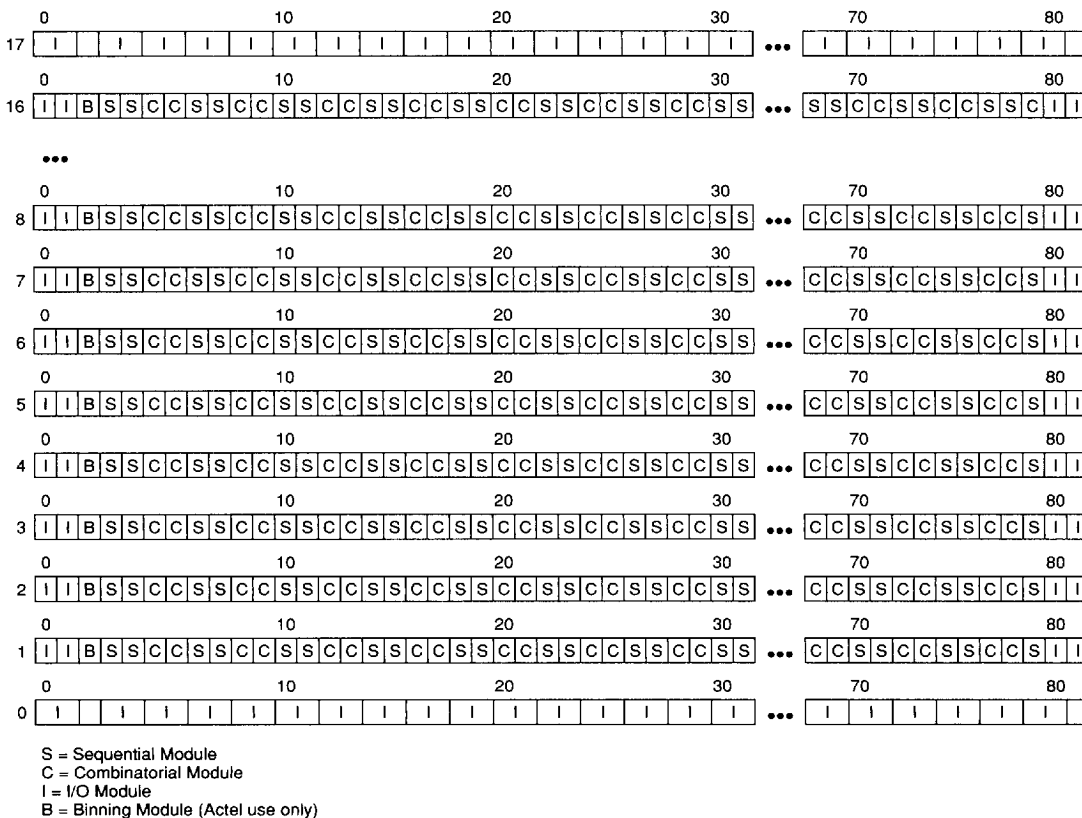 0 10 20 30 70 80
17 I I I I I I I I I I I I I I I I ••• I I I I I I
0 10 20 30 70 80
16 I I B S S C C S S C C S S C C S S C C S S C C S S C C S S C C S S ••• S S C C S S C C S S C I I
•••
0 10 20 30 70 80
8 I I B S S C C S S C C S S C C S S C C S S C C S S C C S S C C S S ••• C C S S C C S S C C S I I
0 10 20 30 70 80
7 I I B S S C C S S C C S S C C S S C C S S C C S S C C S S C C S S ••• C C S S C C S S C C S I I
0 10 20 30 70 80
6 I I B S S C C S S C C S S C C S S C C S S C C S S C C S S C C S S ••• C C S S C C S S C C S I I
0 10 20 30 70 80
5 I I B S S C C S S C C S S C C S S C C S S C C S S C C S S C C S S ••• C C S S C C S S C C S I I
0 10 20 30 70 80
4 I I B S S C C S S C C S S C C S S C C S S C C S S C C S S C C S S ••• C C S S C C S S C C S I I
0 10 20 30 70 80
3 I I B S S C C S S C C S S C C S S C C S S C C S S C C S S C C S S ••• C C S S C C S S C C S I I
0 10 20 30 70 80
2 I I B S S C C S S C C S S C C S S C C S S C C S S C C S S C C S S ••• C C S S C C S S C C S I I
0 10 20 30 70 80
1 I I B S S C C S S C C S S C C S S C C S S C C S S C C S S C C S S ••• C C S S C C S S C C S I I
0 10 20 30 70 80
0 I I I I I I I I I I I I I I I I ••• I I I I I I
S = Sequential Module
C = Combinatorial Module
I = I/O Module
B = Binning Module (Actel use only)